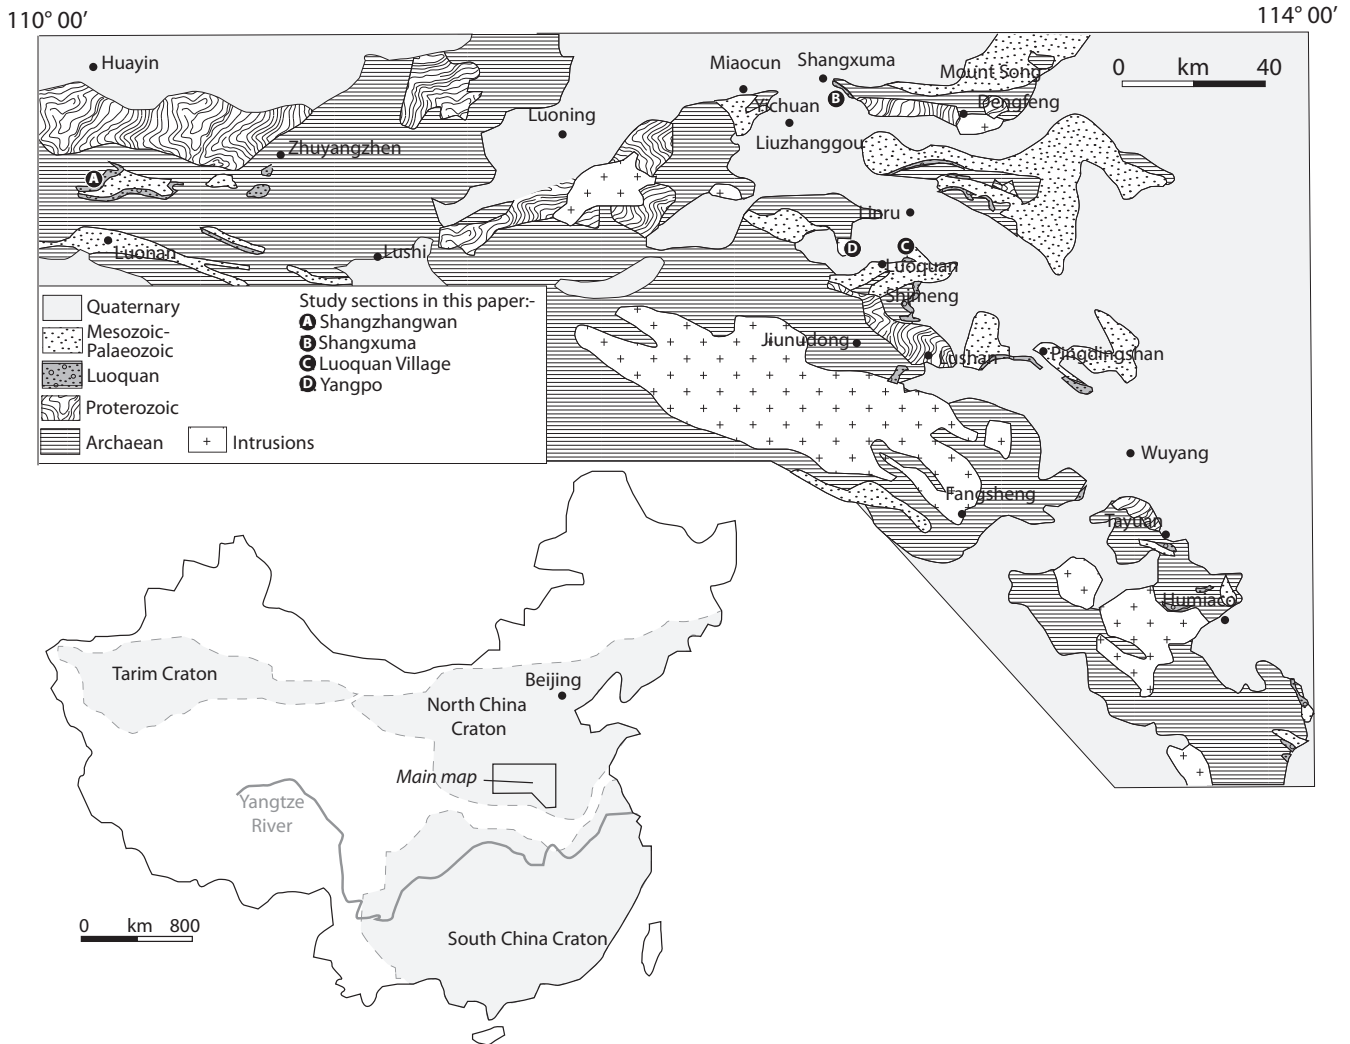 110° 00’
114° 00’
Huayin
Miaocun
Shangxuma
Mount Song
0 km 40
B
Yichuan
Dengfeng
Luoning
Liuzhanggou
Zhuyangzhen
A
Linru
Luonan
Lushi
D
C
Luoquan
Shimeng
Jiunudong
Lushan
Pingdingshan
Quaternary
Mesozoic-
Palaeozoic
Luoquan
Proterozoic
Archaean
Intrusions
Study sections in this paper:-
A Shangzhangwan
B Shangxuma
C Luoquan Village
D Yangpo
Wuyang
Fangsheng
Tayuan
Humiaco
Tarim Craton
Beijing
North China
Craton
Main map
Yangtze
River
0 km 800
South China Craton